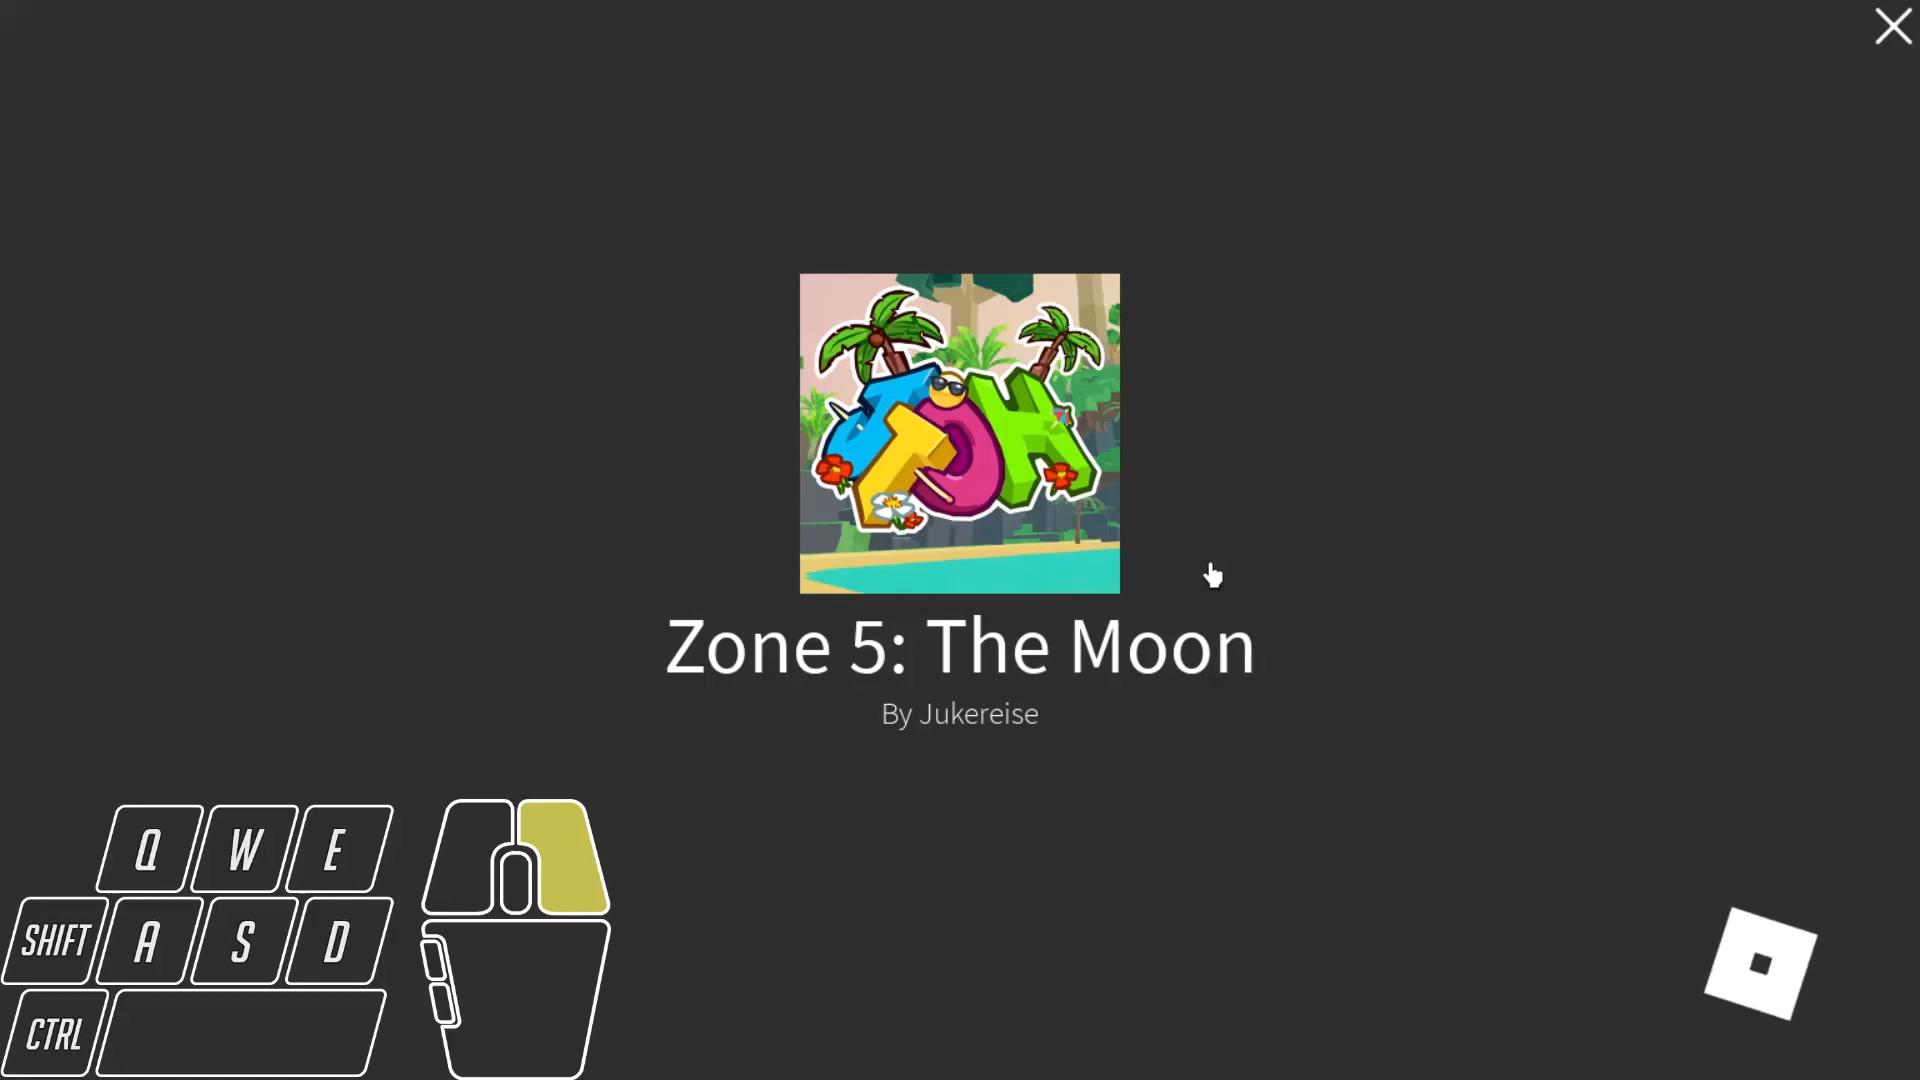 JTOH
Zone 5: The Moon
By Jukereise
Q W E
SHIFT A S D
CTRL